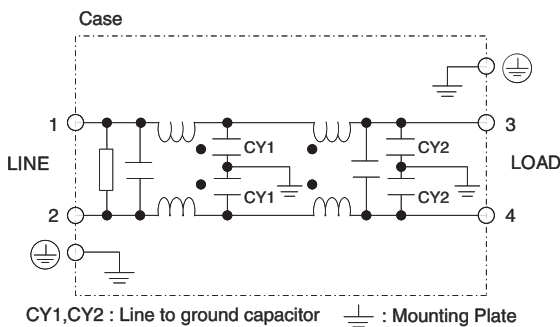 Case
1
3
CY1
CY2
LINE
LOAD
CY1
CY2
2
4
CY1,CY2 : Line to ground capacitor
: Mounting Plate